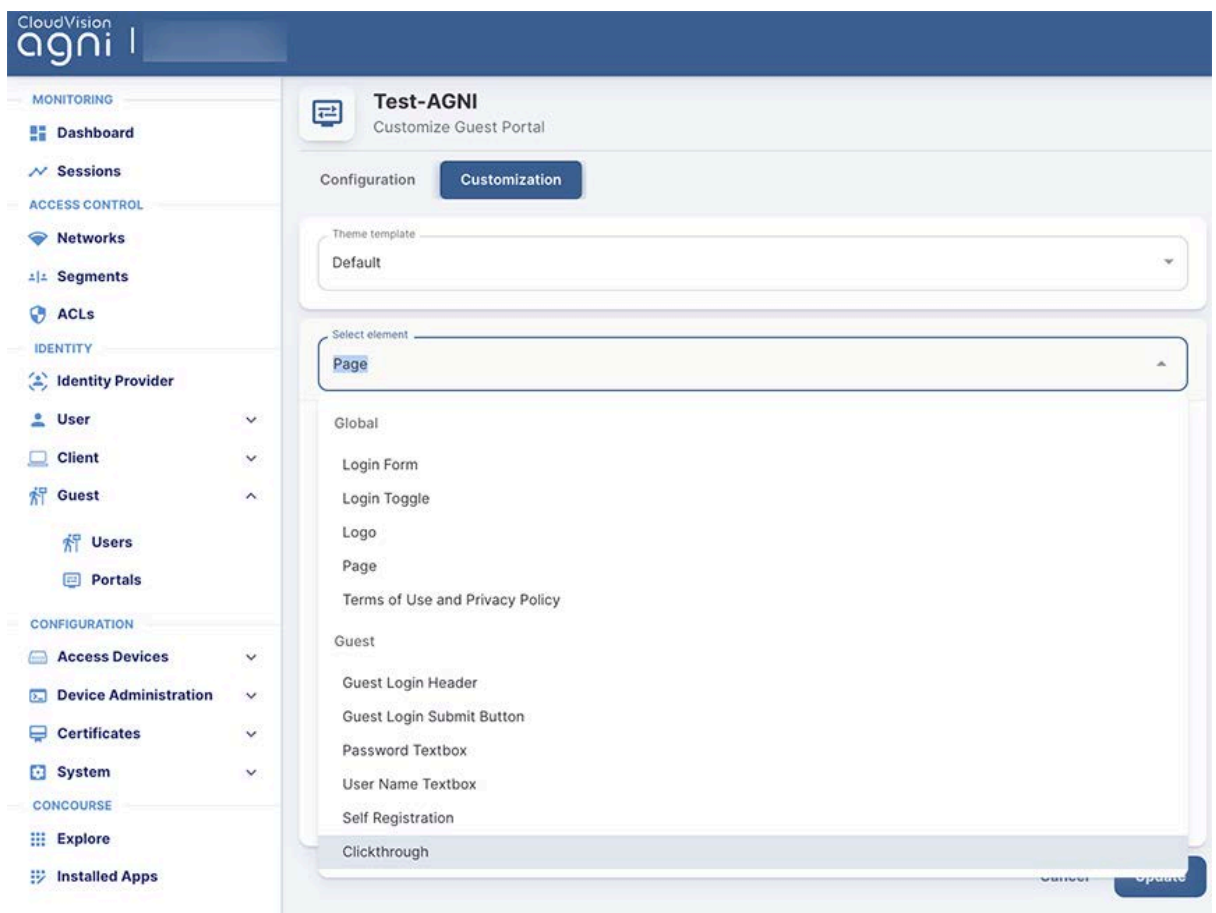 CloudVision
agni |
MONITORING
Dashboard
Sessions
ACCESS CONTROL
Networks
Segments
ACLs
IDENTITY
Identity Provider
User
Client
Guest
Users
Portals
CONFIGURATION
Access Devices
Device Administration
Certificates
System
CONCOURSE
Explore
Installed Apps
Test-AGNI
Customize Guest Portal
Configuration
Customization
Theme template
Default
Select element
Page
Global
Login Form
Login Toggle
Logo
Page
Terms of Use and Privacy Policy
Guest
Guest Login Header
Guest Login Submit Button
Password Textbox
User Name Textbox
Self Registration
Clickthrough
Cancel
Update